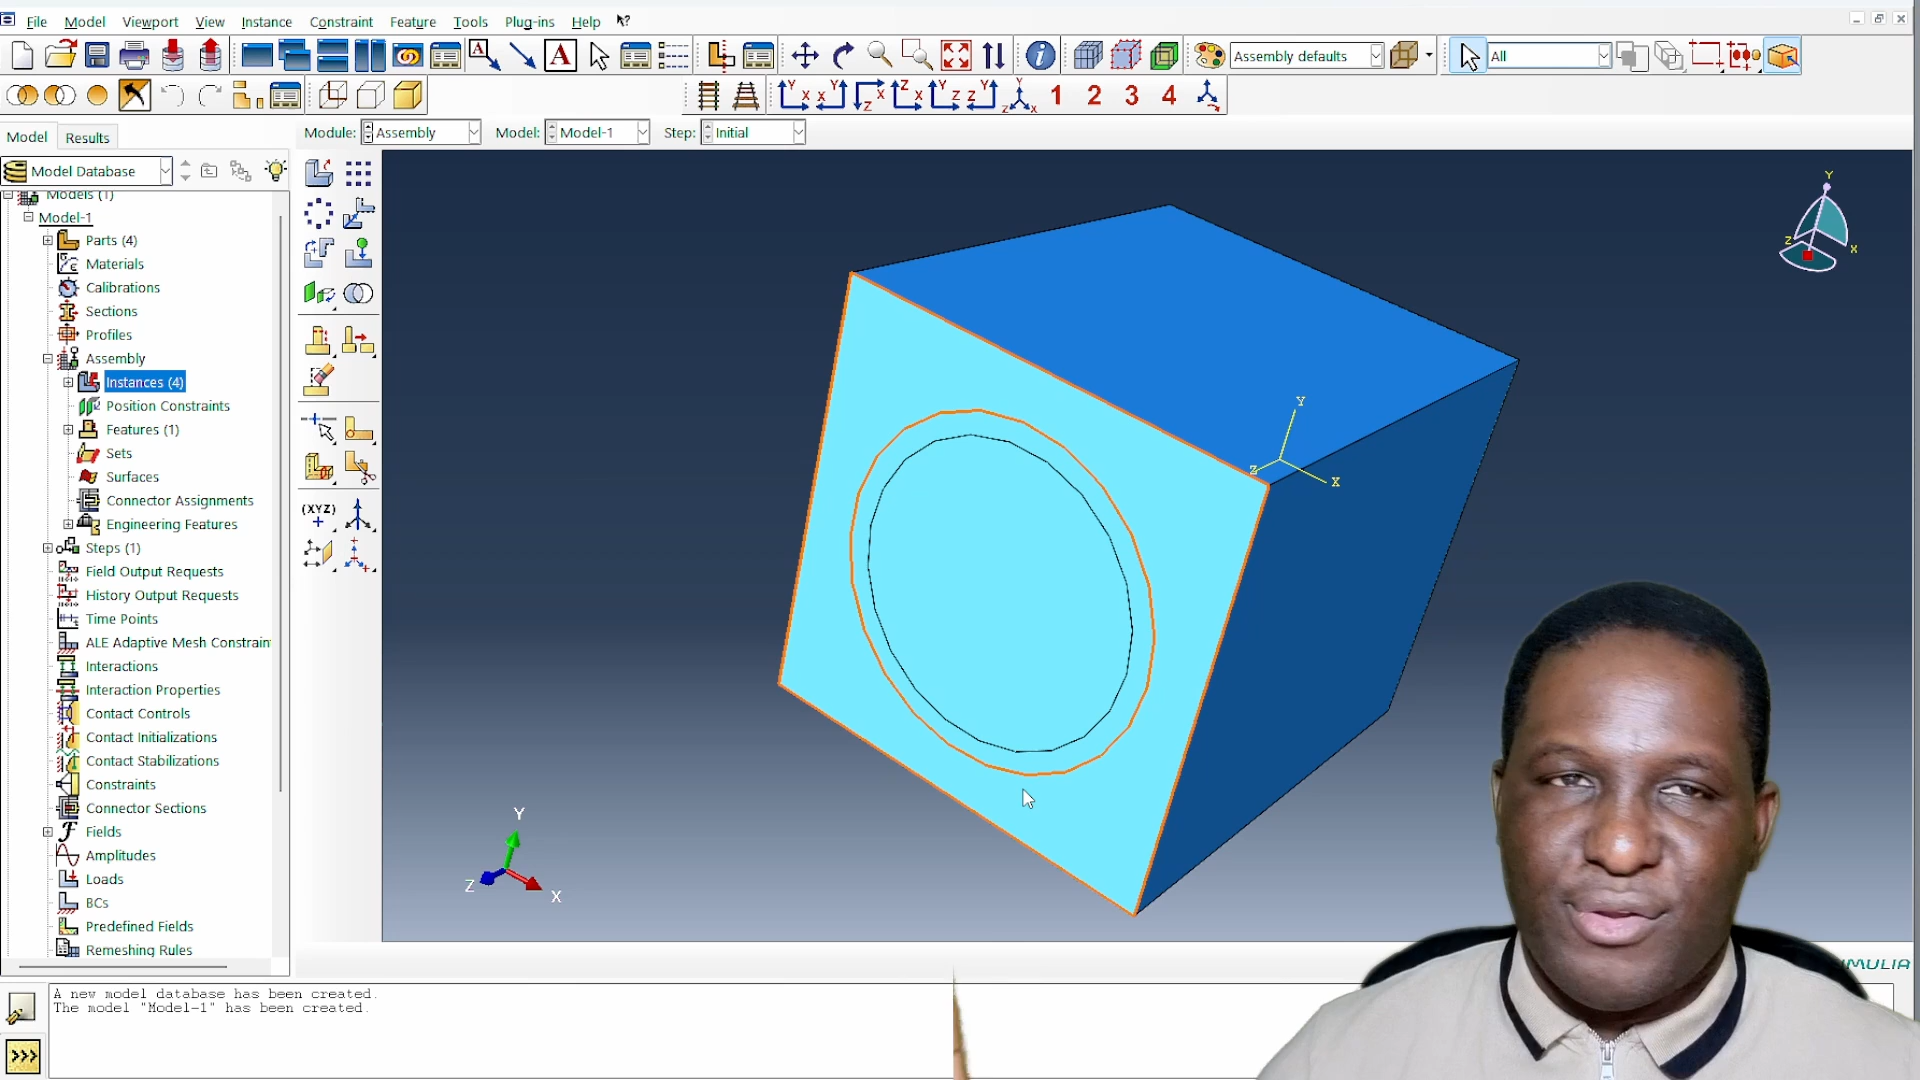 File Model Viewport View Instance Constraint Feature Tools Plug-ins Help
Assembly defaults All
1 2 3 4
Model Results Module: Assembly Model: Model-1 Step: Initial
Model Database
Models (1)
Model-1
Parts (4)
Materials
Calibrations
Sections
Profiles
Assembly
Instances (4)
Position Constraints
Features (1)
Sets
Surfaces
Connector Assignments
Engineering Features
Steps (1)
Field Output Requests
History Output Requests
Time Points
ALE Adaptive Mesh Constrain
Interactions
Interaction Properties
Contact Controls
Contact Initializations
Contact Stabilizations
Constraints
Connector Sections
Fields
Amplitudes
Loads
BCs
Predefined Fields
Remeshing Rules
(XYZ)
Y
Z
X
Y
Z
X
Y
Z
X
IMULIA
A new model database has been created.
The model "Model-1" has been created.